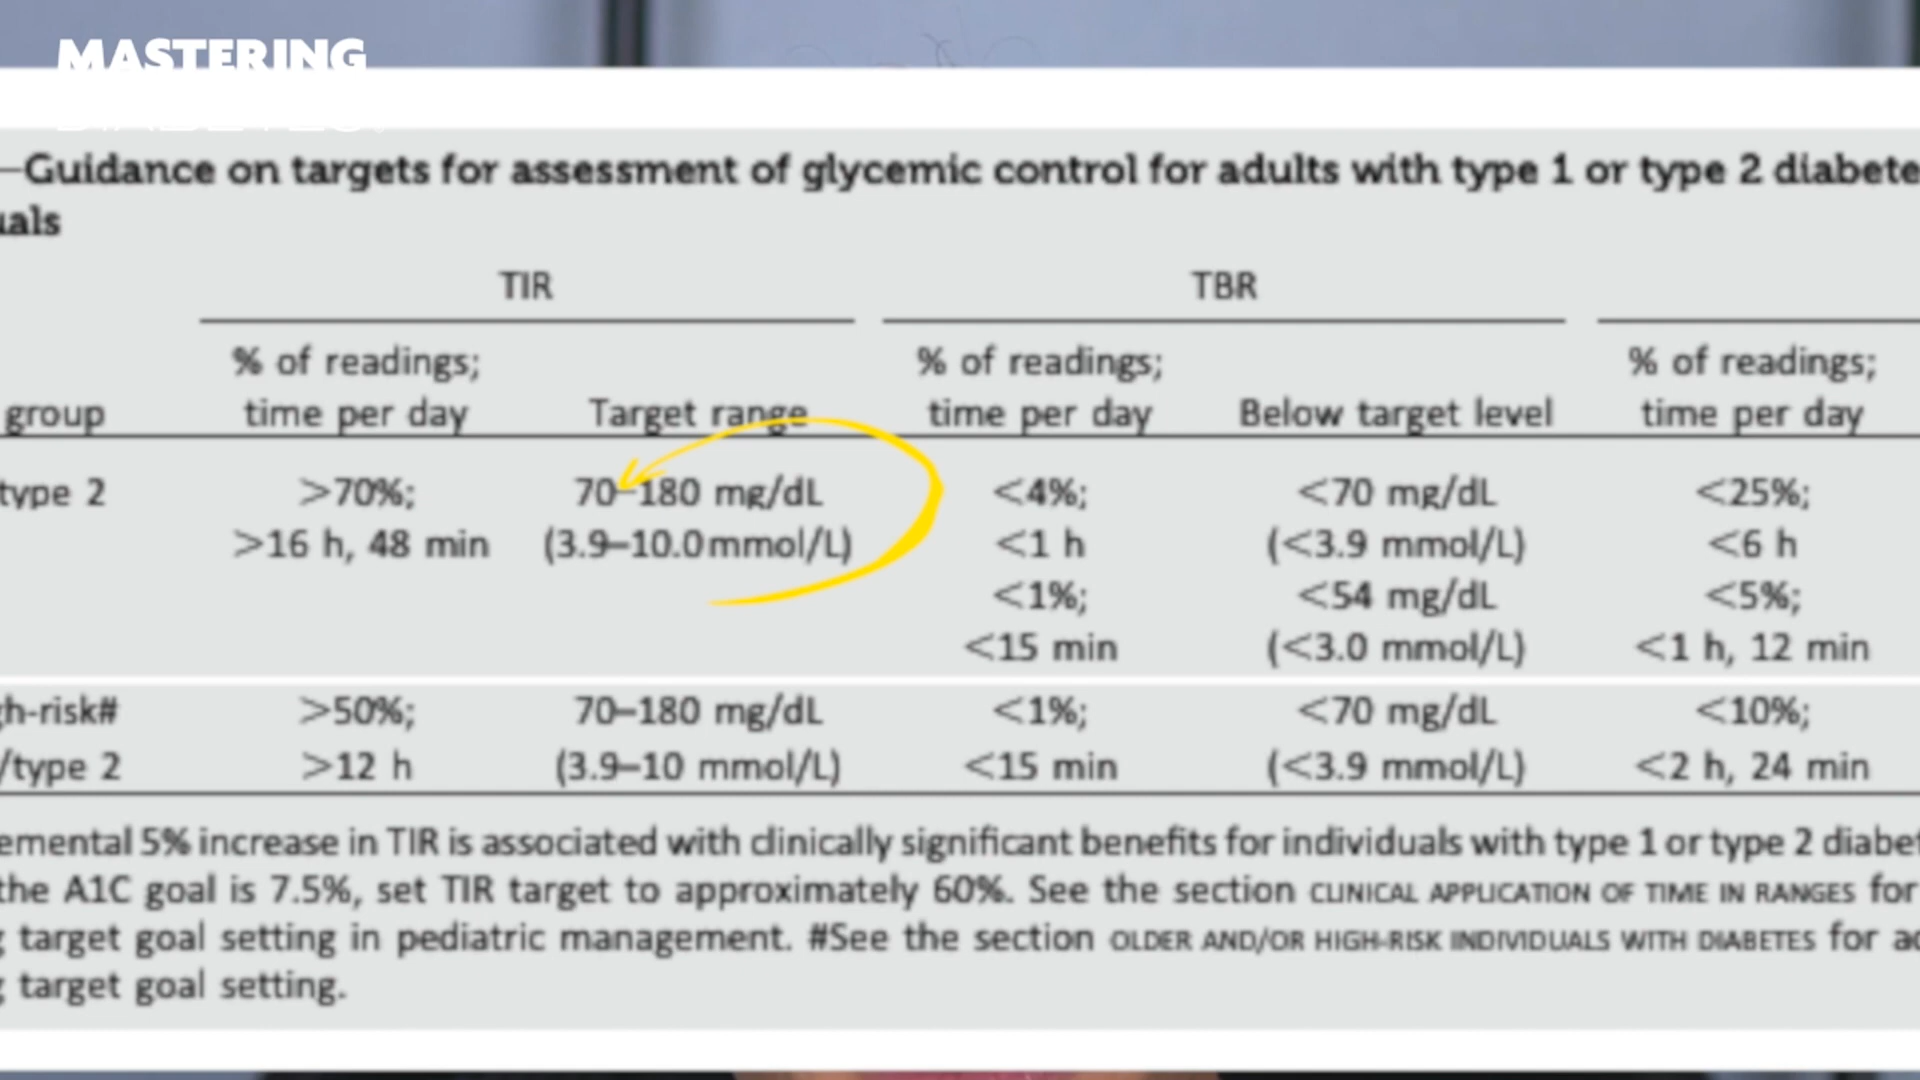 MASTERING
—Guidance on targets for assessment of glycemic control for adults with type 1 or type 2 diabete
uals
TIR TBR
% of readings; % of readings; % of readings;
group time per day Target range time per day Below target level time per day
type 2 >70%; 70–180 mg/dL <4%; <70 mg/dL <25%;
>16 h, 48 min (3.9–10.0 mmol/L) <1 h (<3.9 mmol/L) <6 h
<1%; <54 mg/dL <5%;
<15 min (<3.0 mmol/L) <1 h, 12 min
gh-risk# >50%; 70–180 mg/dL <1%; <70 mg/dL <10%;
/type 2 >12 h (3.9–10 mmol/L) <15 min (<3.9 mmol/L) <2 h, 24 min
emental 5% increase in TIR is associated with clinically significant benefits for individuals with type 1 or type 2 diabet
the A1C goal is 7.5%, set TIR target to approximately 60%. See the section CLINICAL APPLICATION OF TIME IN RANGES for
g target goal setting in pediatric management. #See the section OLDER AND/OR HIGH-RISK INDIVIDUALS WITH DIABETES for ad
g target goal setting.